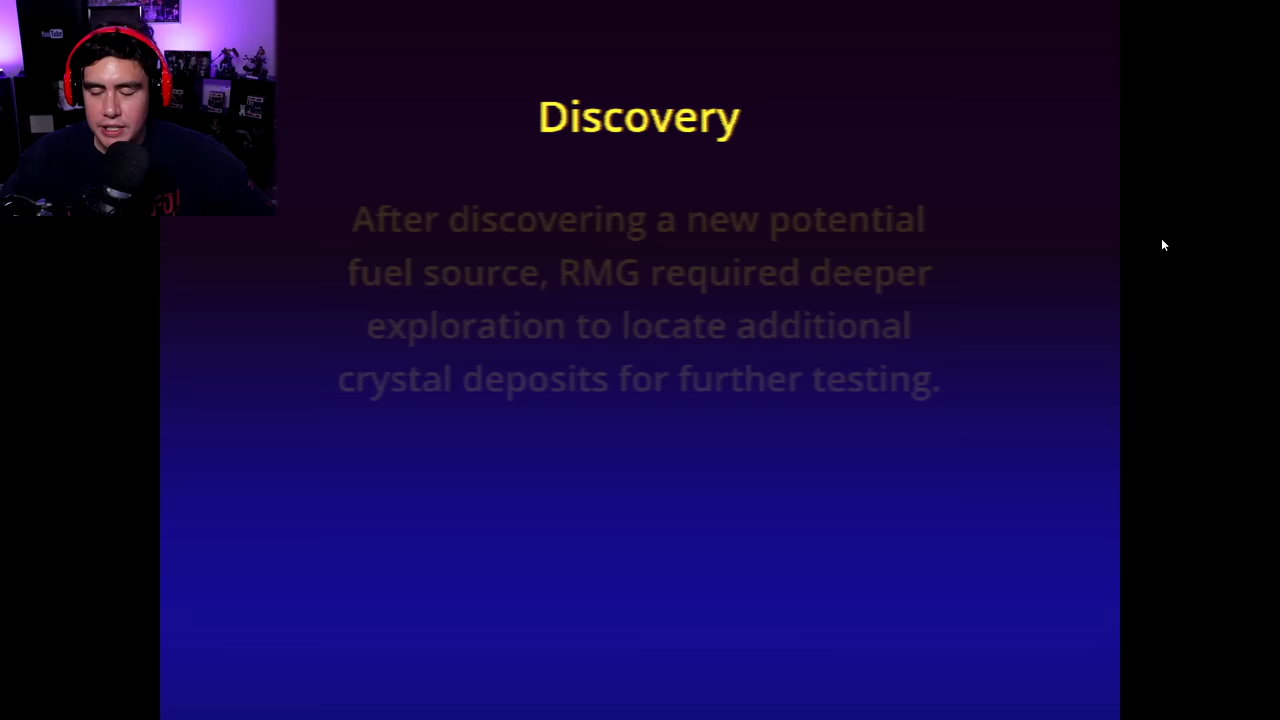 YouTube
Discovery
After discovering a new potential
fuel source, RMG required deeper
exploration to locate additional
crystal deposits for further testing.